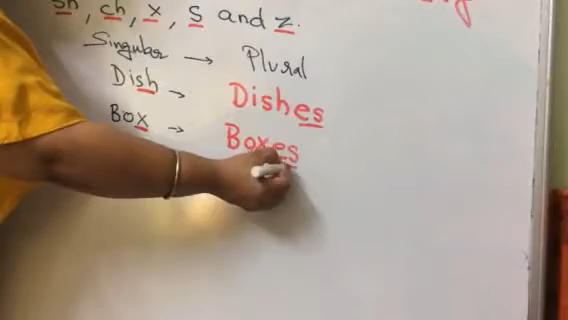 sh, ch, x, s and z.
Singular → Plural
Dish → Dishes
Box → Boxes